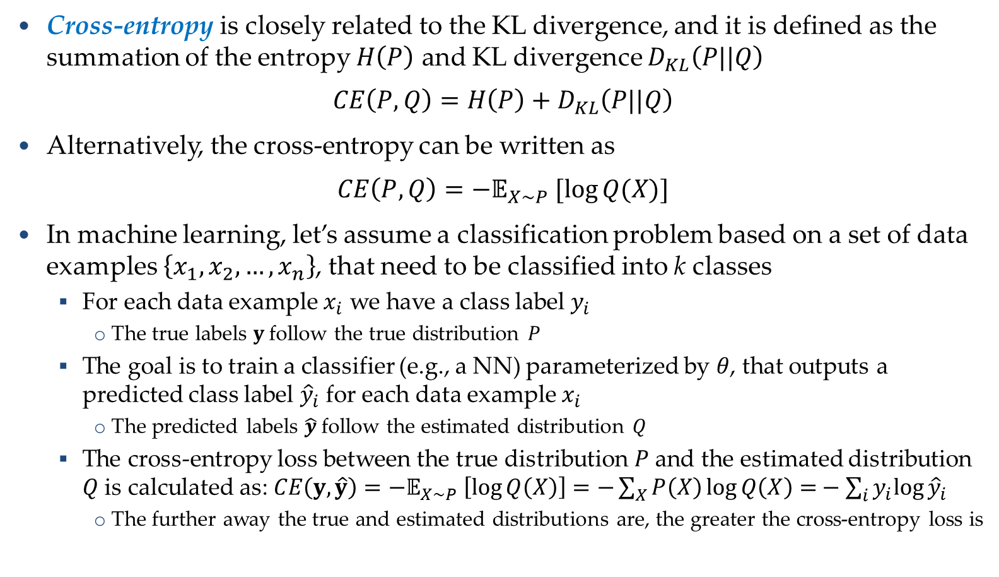 • Cross-entropy is closely related to the KL divergence, and it is defined as the
summation of the entropy H(P) and KL divergence D_{KL}(P||Q)
CE(P, Q) = H(P) + D_{KL}(P||Q)
• Alternatively, the cross-entropy can be written as
CE(P, Q) = −𝔼_{X~P} [log Q(X)]
• In machine learning, let’s assume a classification problem based on a set of data
examples {x_1, x_2, … , x_n}, that need to be classified into k classes
▪ For each data example x_i we have a class label y_i
○ The true labels y follow the true distribution P
▪ The goal is to train a classifier (e.g., a NN) parameterized by θ, that outputs a
predicted class label ŷ_i for each data example x_i
○ The predicted labels ŷ follow the estimated distribution Q
▪ The cross-entropy loss between the true distribution P and the estimated distribution
Q is calculated as: CE(y, ŷ) = −𝔼_{X~P} [log Q(X)] = − ∑_X P(X) log Q(X) = − ∑_i y_i log ŷ_i
○ The further away the true and estimated distributions are, the greater the cross-entropy loss is